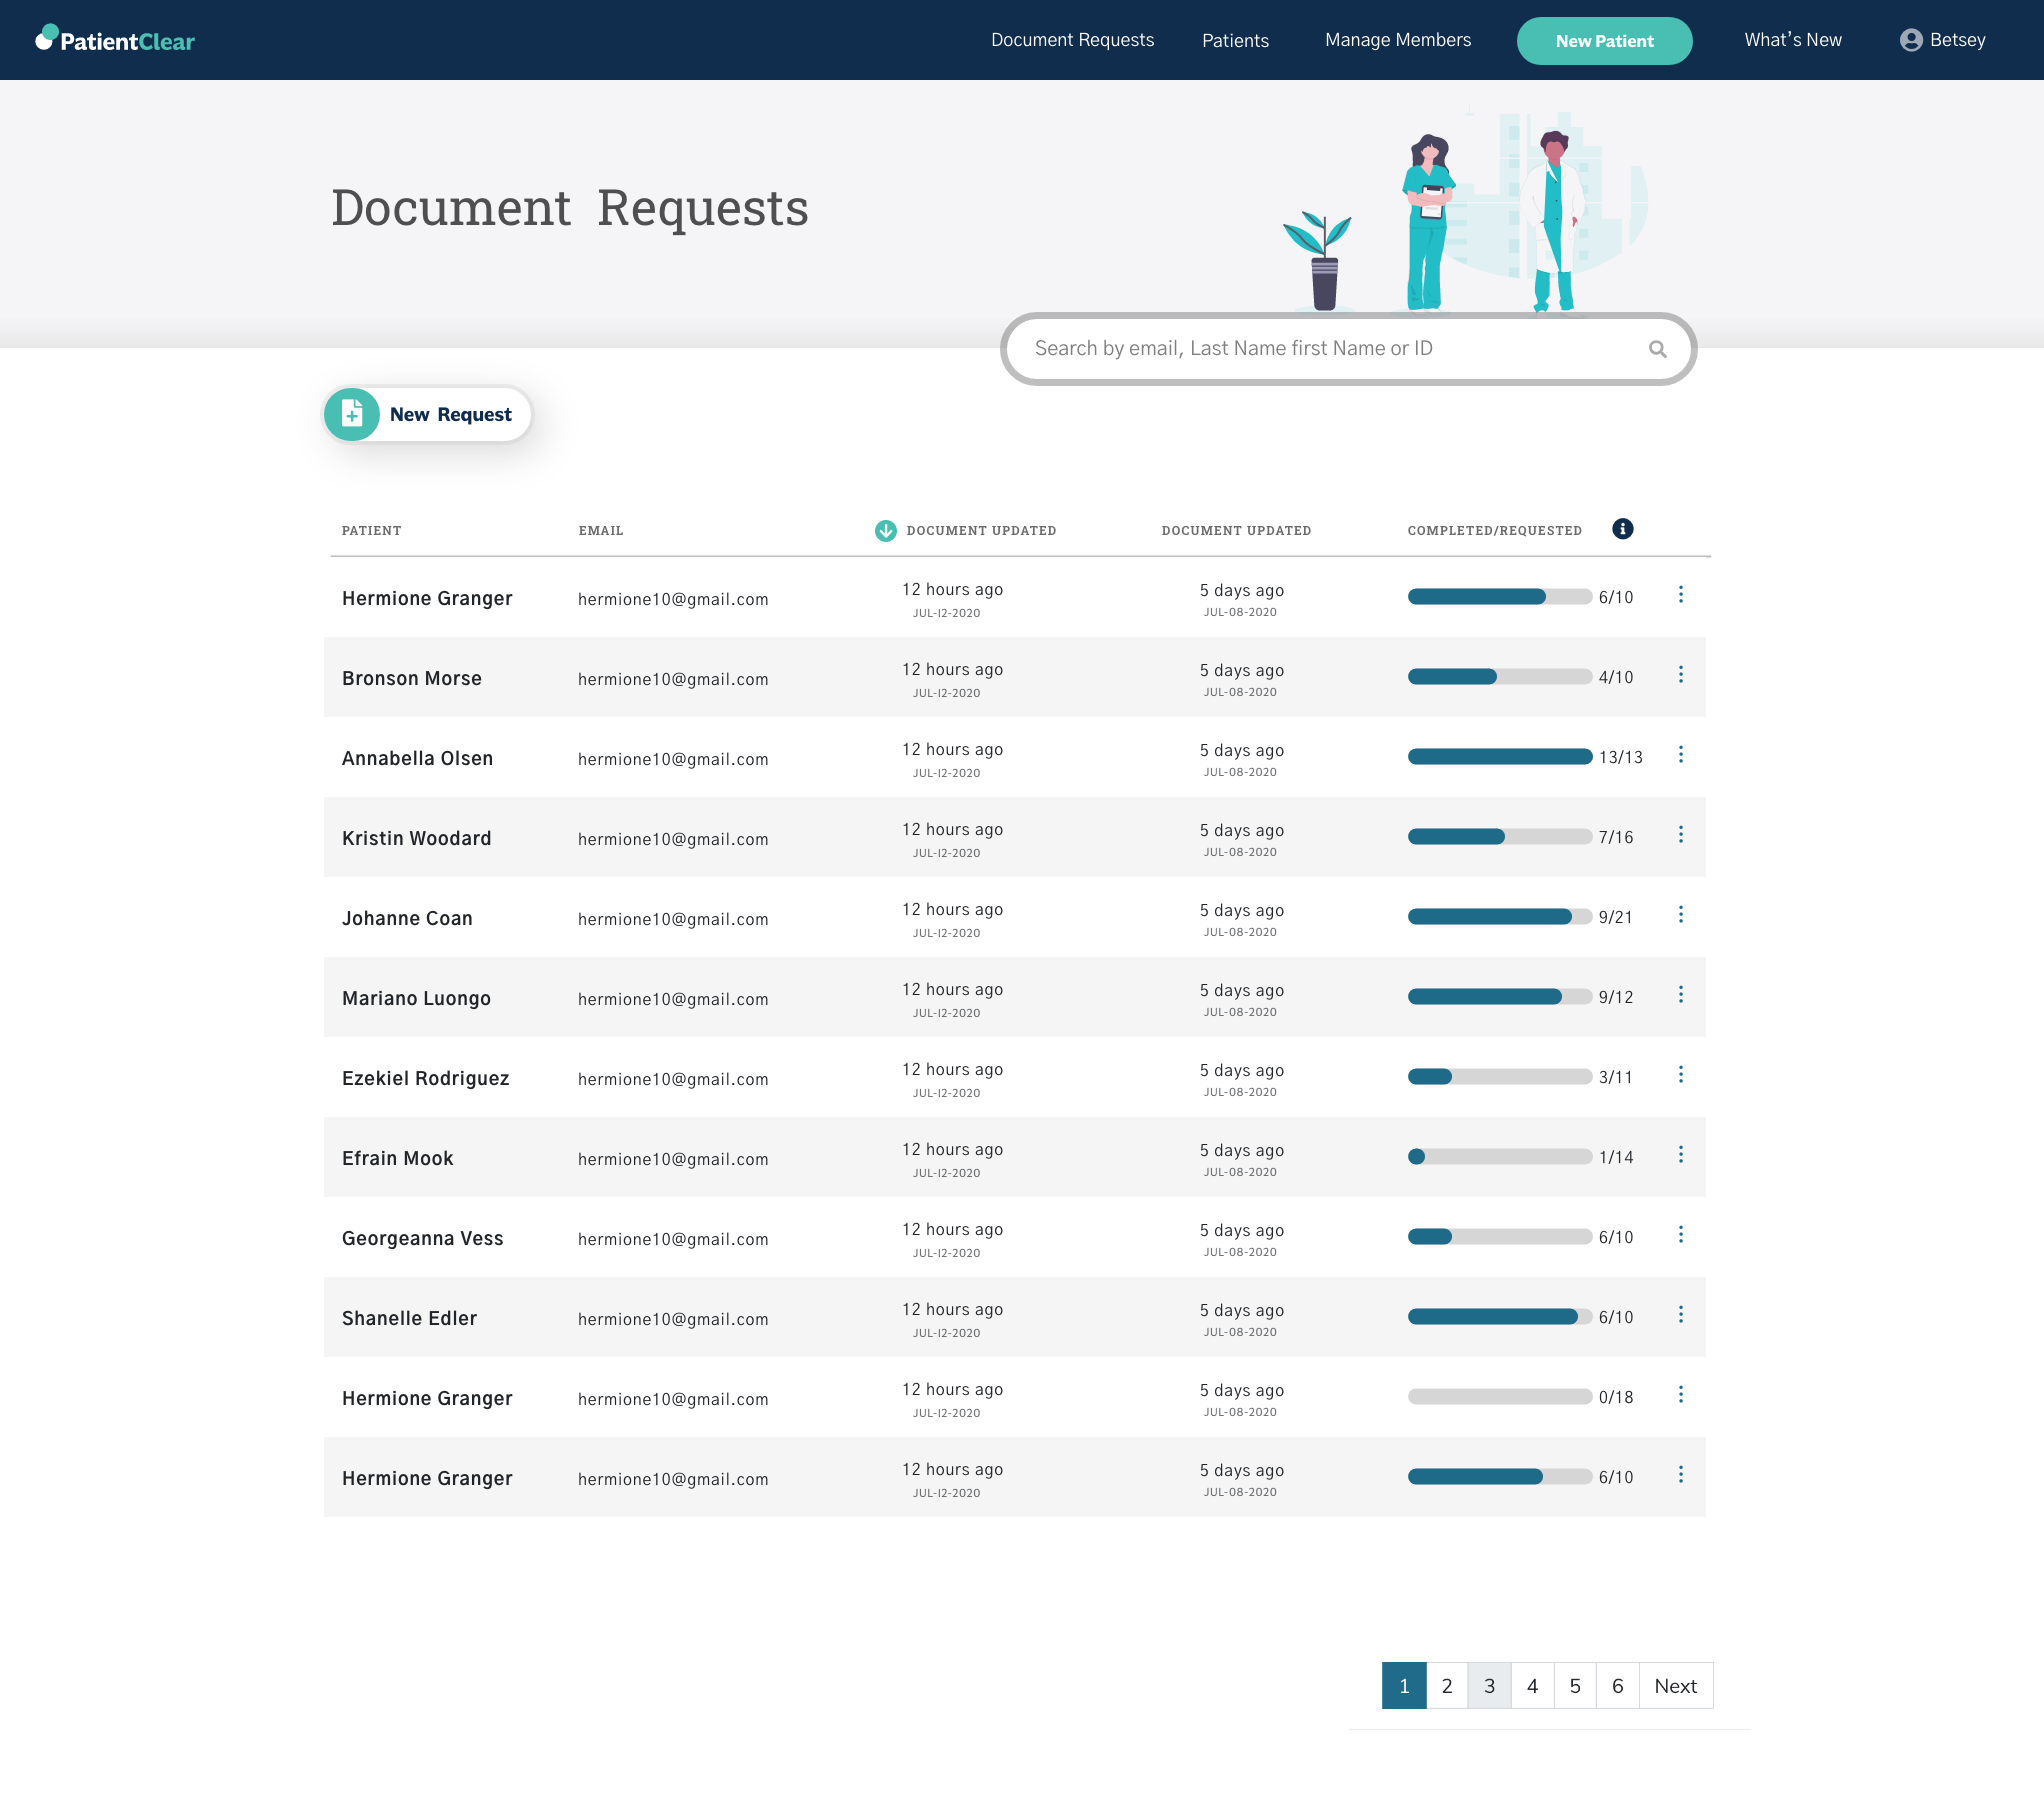 PatientClear
Document Requests Patients Manage Members New Patient What's New Betsey
Document Requests
Search by email, Last Name first Name or ID
New Request
PATIENT EMAIL DOCUMENT UPDATED DOCUMENT UPDATED COMPLETED/REQUESTED
Hermione Granger hermione10@gmail.com 12 hours ago 5 days ago 6/10
JUL-12-2020 JUL-08-2020
Bronson Morse hermione10@gmail.com 12 hours ago 5 days ago 4/10
JUL-12-2020 JUL-08-2020
Annabella Olsen hermione10@gmail.com 12 hours ago 5 days ago 13/13
JUL-12-2020 JUL-08-2020
Kristin Woodard hermione10@gmail.com 12 hours ago 5 days ago 7/16
JUL-12-2020 JUL-08-2020
Johanne Coan hermione10@gmail.com 12 hours ago 5 days ago 9/21
JUL-12-2020 JUL-08-2020
Mariano Luongo hermione10@gmail.com 12 hours ago 5 days ago 9/12
JUL-12-2020 JUL-08-2020
Ezekiel Rodriguez hermione10@gmail.com 12 hours ago 5 days ago 3/11
JUL-12-2020 JUL-08-2020
Efrain Mook hermione10@gmail.com 12 hours ago 5 days ago 1/14
JUL-12-2020 JUL-08-2020
Georgeanna Vess hermione10@gmail.com 12 hours ago 5 days ago 6/10
JUL-12-2020 JUL-08-2020
Shanelle Edler hermione10@gmail.com 12 hours ago 5 days ago 6/10
JUL-12-2020 JUL-08-2020
Hermione Granger hermione10@gmail.com 12 hours ago 5 days ago 0/18
JUL-12-2020 JUL-08-2020
Hermione Granger hermione10@gmail.com 12 hours ago 5 days ago 6/10
JUL-12-2020 JUL-08-2020
1 2 3 4 5 6 Next